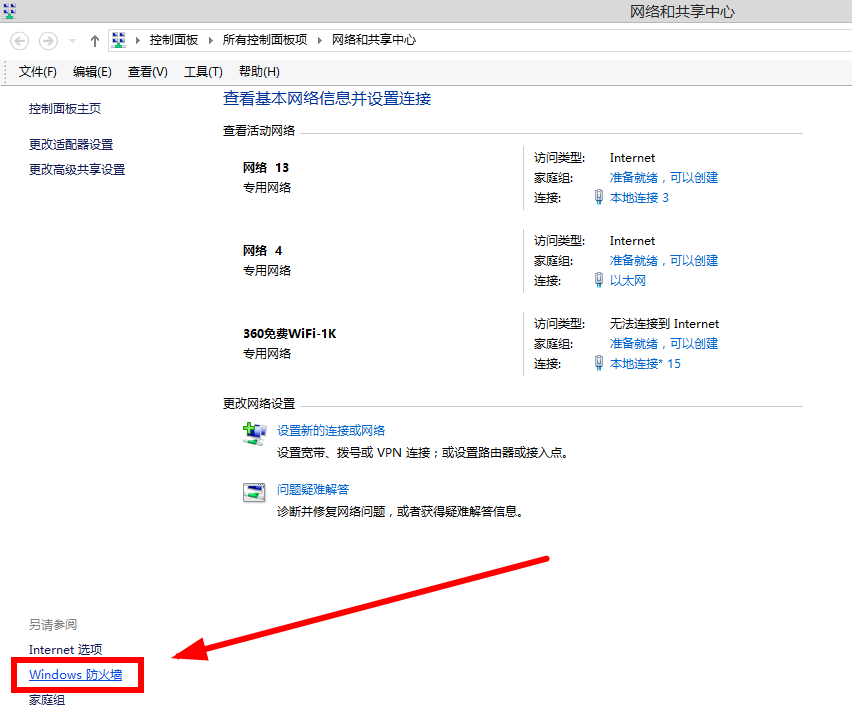 网络和共享中心
控制面板 所有控制面板项 网络和共享中心
文件(F) 编辑(E) 查看(V) 工具(T) 帮助(H)
控制面板主页
更改适配器设置
更改高级共享设置
查看基本网络信息并设置连接
查看活动网络
网络 13
专用网络
访问类型: Internet
家庭组: 准备就绪，可以创建
连接: 本地连接 3
网络 4
专用网络
访问类型: Internet
家庭组: 准备就绪，可以创建
连接: 以太网
360免费WiFi-1K
专用网络
访问类型: 无法连接到 Internet
家庭组: 准备就绪，可以创建
连接: 本地连接* 15
更改网络设置
设置新的连接或网络
设置宽带、拨号或 VPN 连接；或设置路由器或接入点。
问题疑难解答
诊断并修复网络问题，或者获得疑难解答信息。
另请参阅
Internet 选项
Windows 防火墙
家庭组